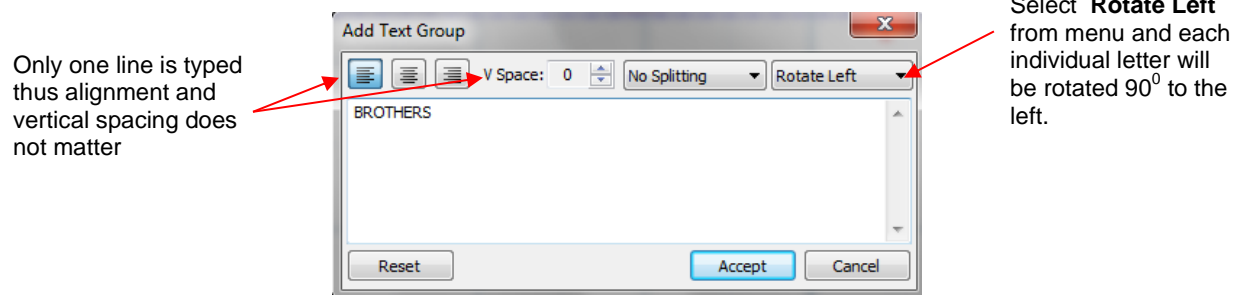 Only one line is typed
thus alignment and
vertical spacing does
not matter
Add Text Group
V Space: 0 No Splitting Rotate Left
BROTHERS
Reset Accept Cancel
Select "Rotate Left"
from menu and each
individual letter will
be rotated 90⁰ to the
left.